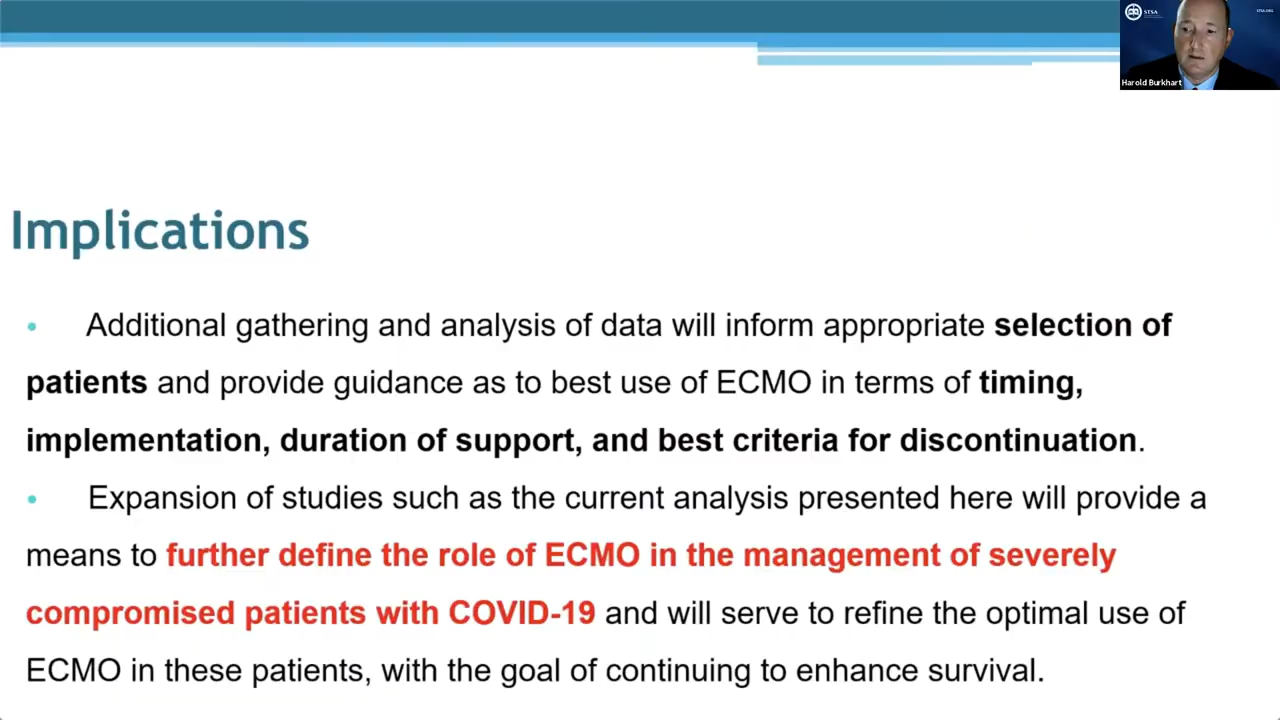 STSA
STSA.ORG
Harold Burkhart
Implications
• Additional gathering and analysis of data will inform appropriate selection of
patients and provide guidance as to best use of ECMO in terms of timing,
implementation, duration of support, and best criteria for discontinuation.
• Expansion of studies such as the current analysis presented here will provide a
means to further define the role of ECMO in the management of severely
compromised patients with COVID-19 and will serve to refine the optimal use of
ECMO in these patients, with the goal of continuing to enhance survival.